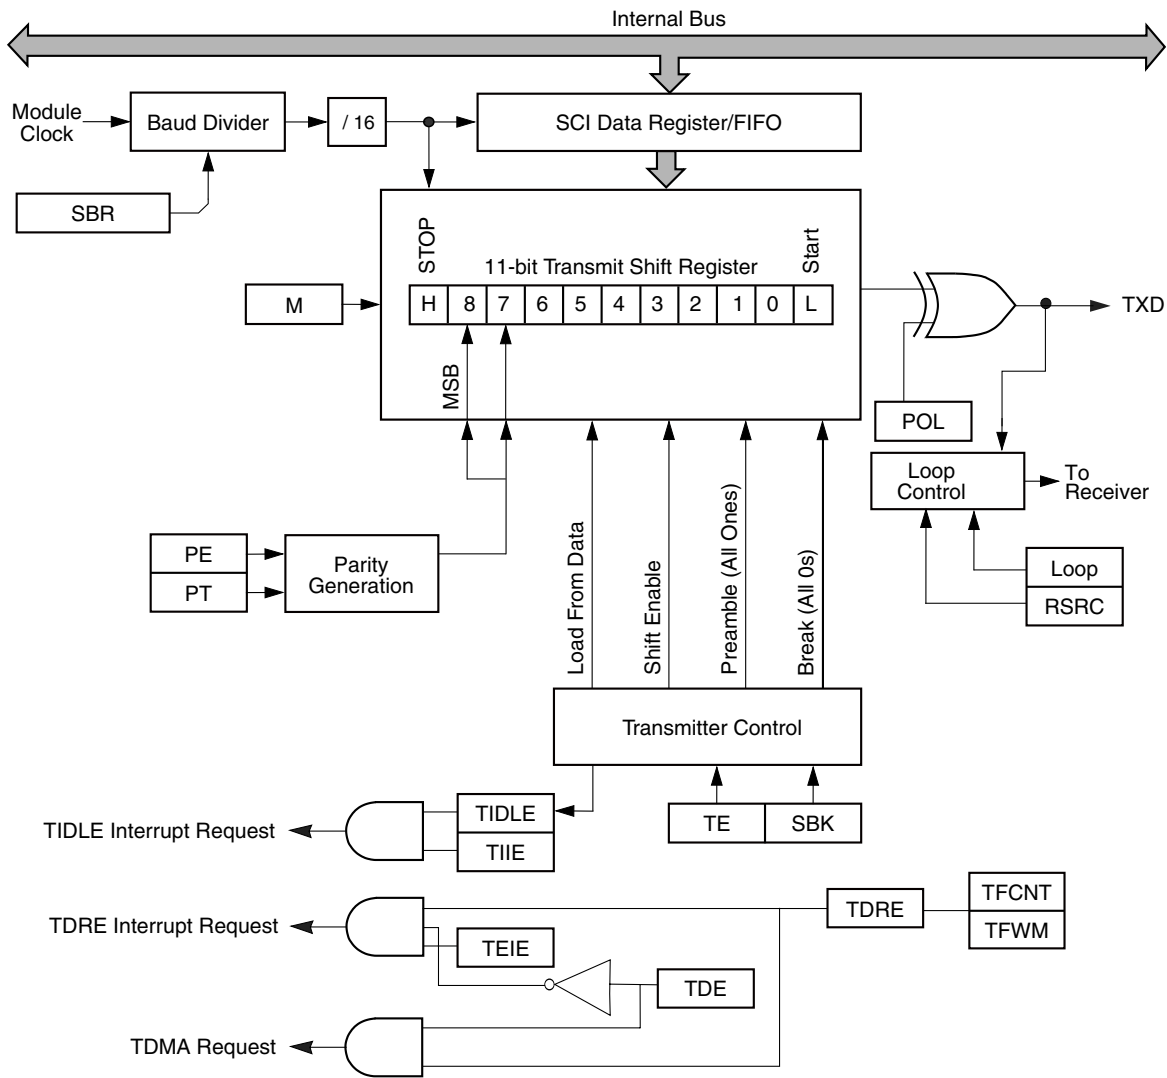 Internal Bus
Module
Clock
Baud Divider
/ 16
SCI Data Register/FIFO
SBR
STOP
11-bit Transmit Shift Register
Start
M
H 8 7 6 5 4 3 2 1 0 L
TXD
MSB
POL
Loop
Control
To
Receiver
PE
PT
Parity
Generation
Load From Data
Shift Enable
Preamble (All Ones)
Break (All 0s)
Loop
RSRC
Transmitter Control
TE
SBK
TIDLE Interrupt Request
TIDLE
TIIE
TDRE Interrupt Request
TEIE
TDRE
TFCNT
TFWM
TDE
TDMA Request